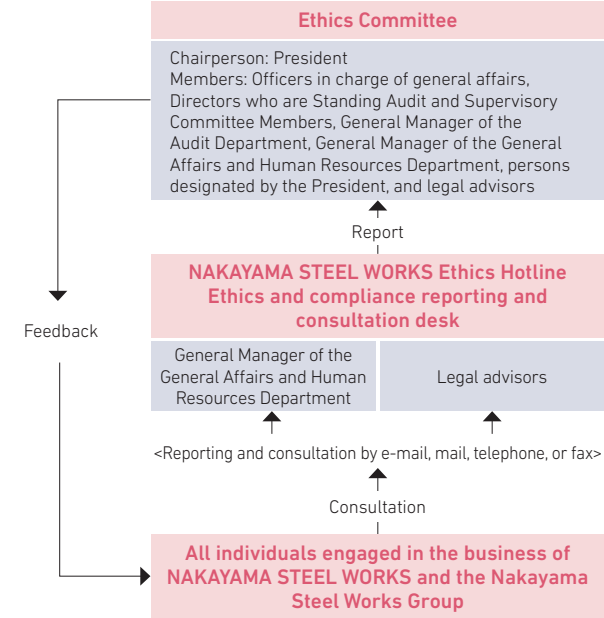 Ethics Committee
Chairperson: President
Members: Officers in charge of general affairs,
Directors who are Standing Audit and Supervisory
Committee Members, General Manager of the
Audit Department, General Manager of the General
Affairs and Human Resources Department, persons
designated by the President, and legal advisors
Report
NAKAYAMA STEEL WORKS Ethics Hotline
Ethics and compliance reporting and
consultation desk
Feedback
General Manager of the
General Affairs and Human
Resources Department
Legal advisors
<Reporting and consultation by e-mail, mail, telephone, or fax>
Consultation
All individuals engaged in the business of
NAKAYAMA STEEL WORKS and the Nakayama
Steel Works Group